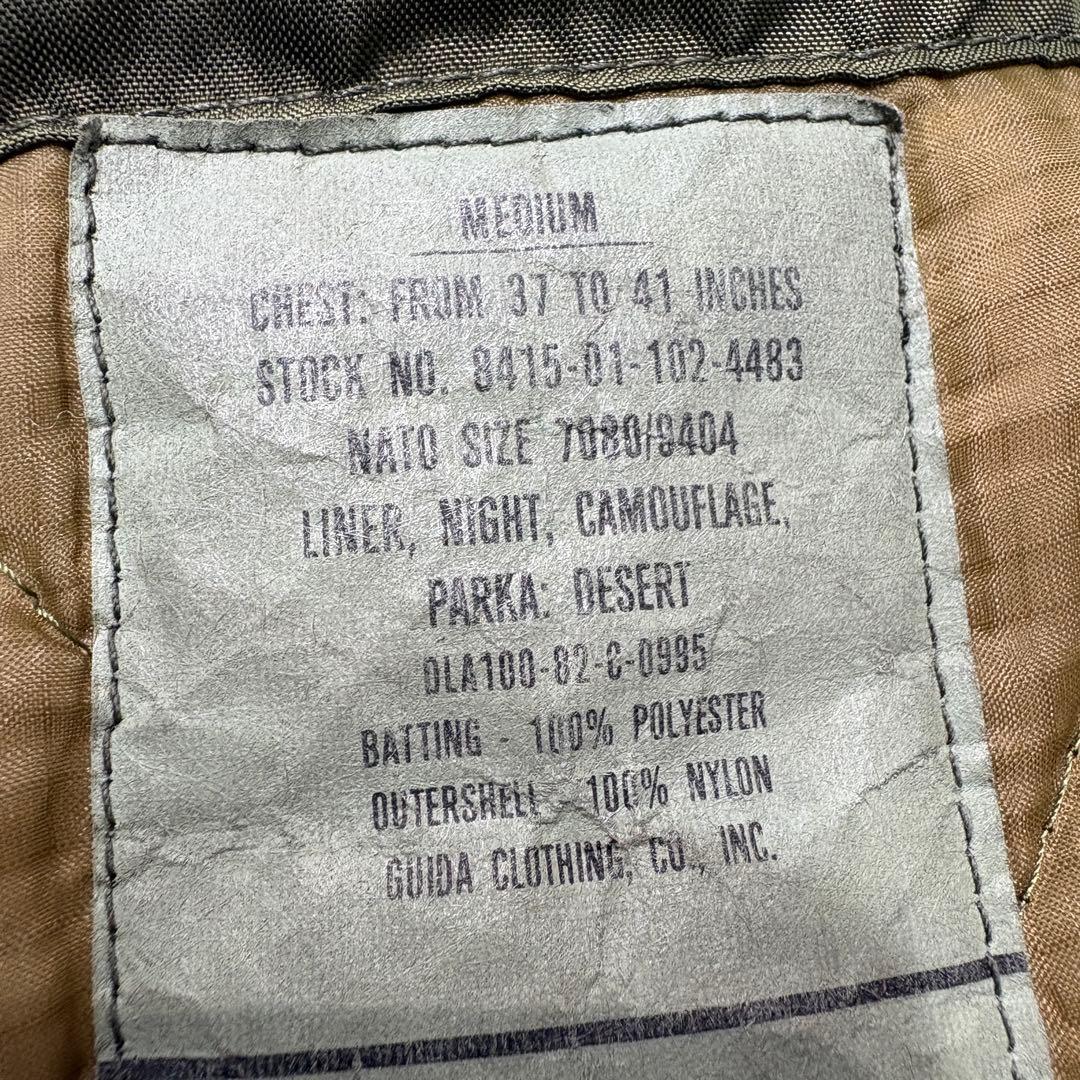 MEDIUM
CHEST: FROM 37 TO 41 INCHES
STOCK NO. 8415-01-102-4483
NATO SIZE 7080/9404
LINER, NIGHT, CAMOUFLAGE,
PARKA: DESERT
DLA100-82-C-0995
BATTING - 100% POLYESTER
OUTERSHELL - 100% NYLON
GUIDA CLOTHING, CO., INC.